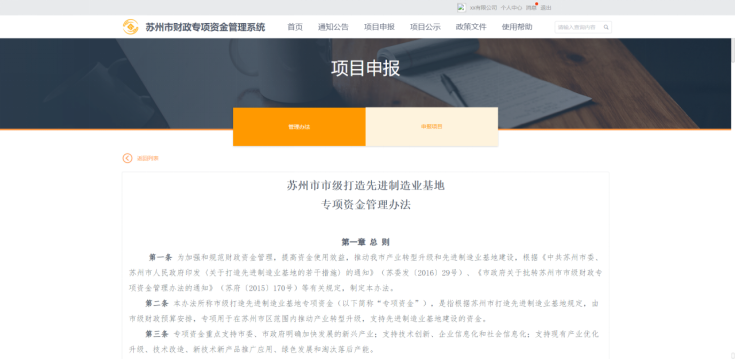 xx有限公司 个人中心 消息 退出
苏州市财政专项资金管理系统 首页 通知公告 项目申报 项目公示 政策文件 使用帮助 请输入查询内容
项目申报
管理办法 申报项目
返回列表
苏州市市级打造先进制造业基地
专项资金管理办法
第一章 总 则
第一条 为加强和规范财政资金管理，提高资金使用效益，推动我市产业转型升级和先进制造业基地建设，根据《中共苏州市委、
苏州市人民政府印发〈关于打造先进制造业基地的若干措施〉的通知》（苏委发〔2016〕29号）、《市政府关于批转苏州市市级财政专
项资金管理办法的通知》（苏府〔2015〕170号）等有关规定，制定本办法。
第二条 本办法所称市级打造先进制造业基地专项资金（以下简称“专项资金”），是指根据苏州市打造先进制造业基地规定，由
市级财政预算安排，专项用于在苏州市区范围内推动产业转型升级，支持先进制造业基地建设的资金。
第三条 专项资金重点支持市委、市政府明确加快发展的新兴产业；支持技术创新、企业信息化和社会信息化；支持现有产业优化
升级、技术改造、新技术新产品推广应用、绿色发展和淘汰落后产能。